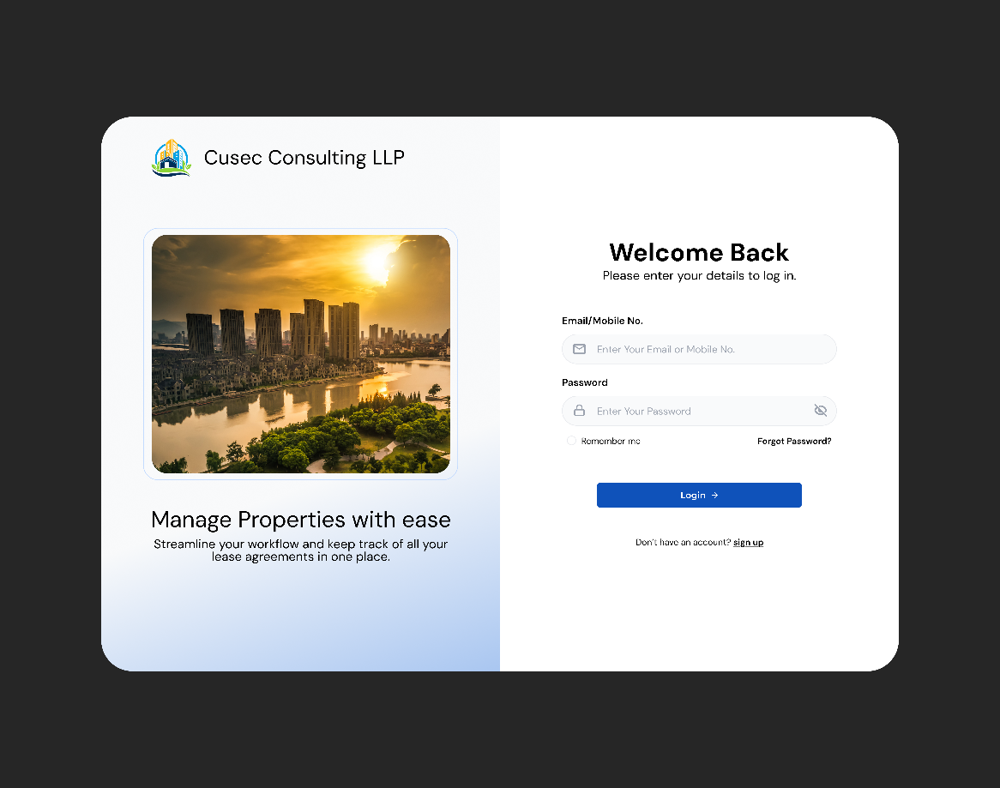 Cusec Consulting LLP
Manage Properties with ease
Streamline your workflow and keep track of all your
lease agreements in one place.
Welcome Back
Please enter your details to log in.
Email/Mobile No.
Enter Your Email or Mobile No.
Password
Enter Your Password
Remember me
Forgot Password?
Login →
Don't have an account? sign up